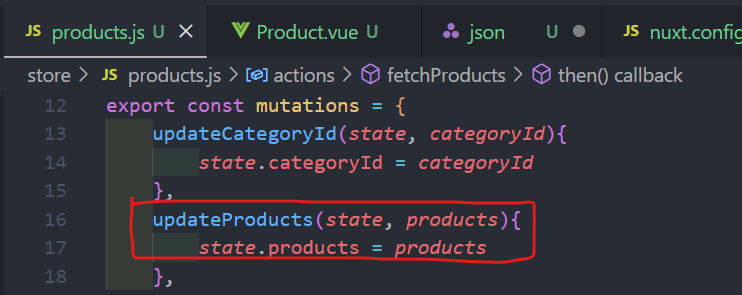 JS products.js U × Product.vue U json U ● JS nuxt.config
store > JS products.js > actions > fetchProducts > then() callback
12 export const mutations = {
13 updateCategoryId(state, categoryId){
14 state.categoryId = categoryId
15 },
16 updateProducts(state, products){
17 state.products = products
18 },